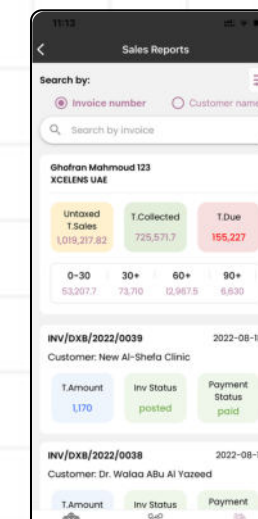 11:13
Sales Reports
Search by:
Invoice number Customer name
Search by invoice
Ghofran Mahmoud 123
XCELENS UAE
Untaxed T.Sales 1,019,217.82
T.Collected 725,571.7
T.Due 155,227
0-30 30+ 60+ 90+
53,207.7 73,710 12,967.5 6,630
INV/DXB/2022/0039 2022-08-1
Customer: New Al-Shefa Clinic
T.Amount 1,170
Inv Status posted
Payment Status paid
INV/DXB/2022/0038 2022-08-1
Customer: Dr. Walaa ABu Al Yazeed
T.Amount Inv Status Payment